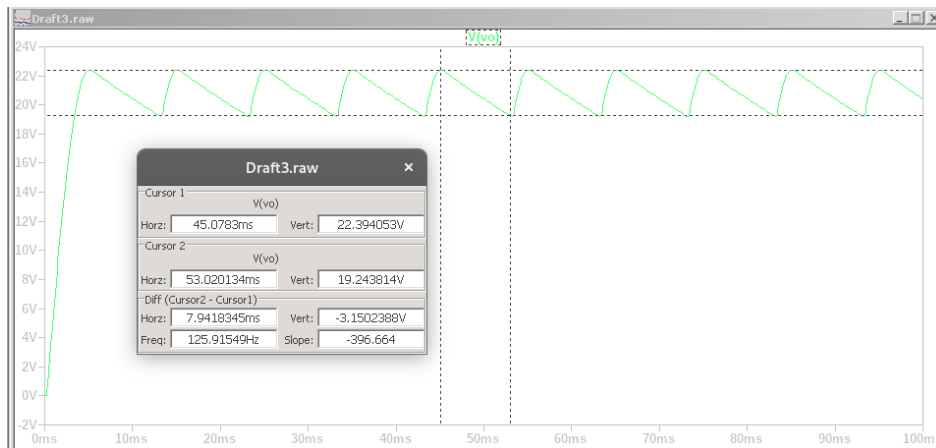 Draft3.raw
V(vo)
24V
22V
20V
18V
16V
14V
12V
10V
8V
6V
4V
2V
0V
-2V
0ms 10ms 20ms 30ms 40ms 50ms 60ms 70ms 80ms 90ms 100ms
Draft3.raw ×
Cursor 1
V(vo)
Horz: 45.0783ms Vert: 22.394053V
Cursor 2
V(vo)
Horz: 53.020134ms Vert: 19.243814V
Diff (Cursor2 - Cursor1)
Horz: 7.9418345ms Vert: -3.1502388V
Freq: 125.91549Hz Slope: -396.664